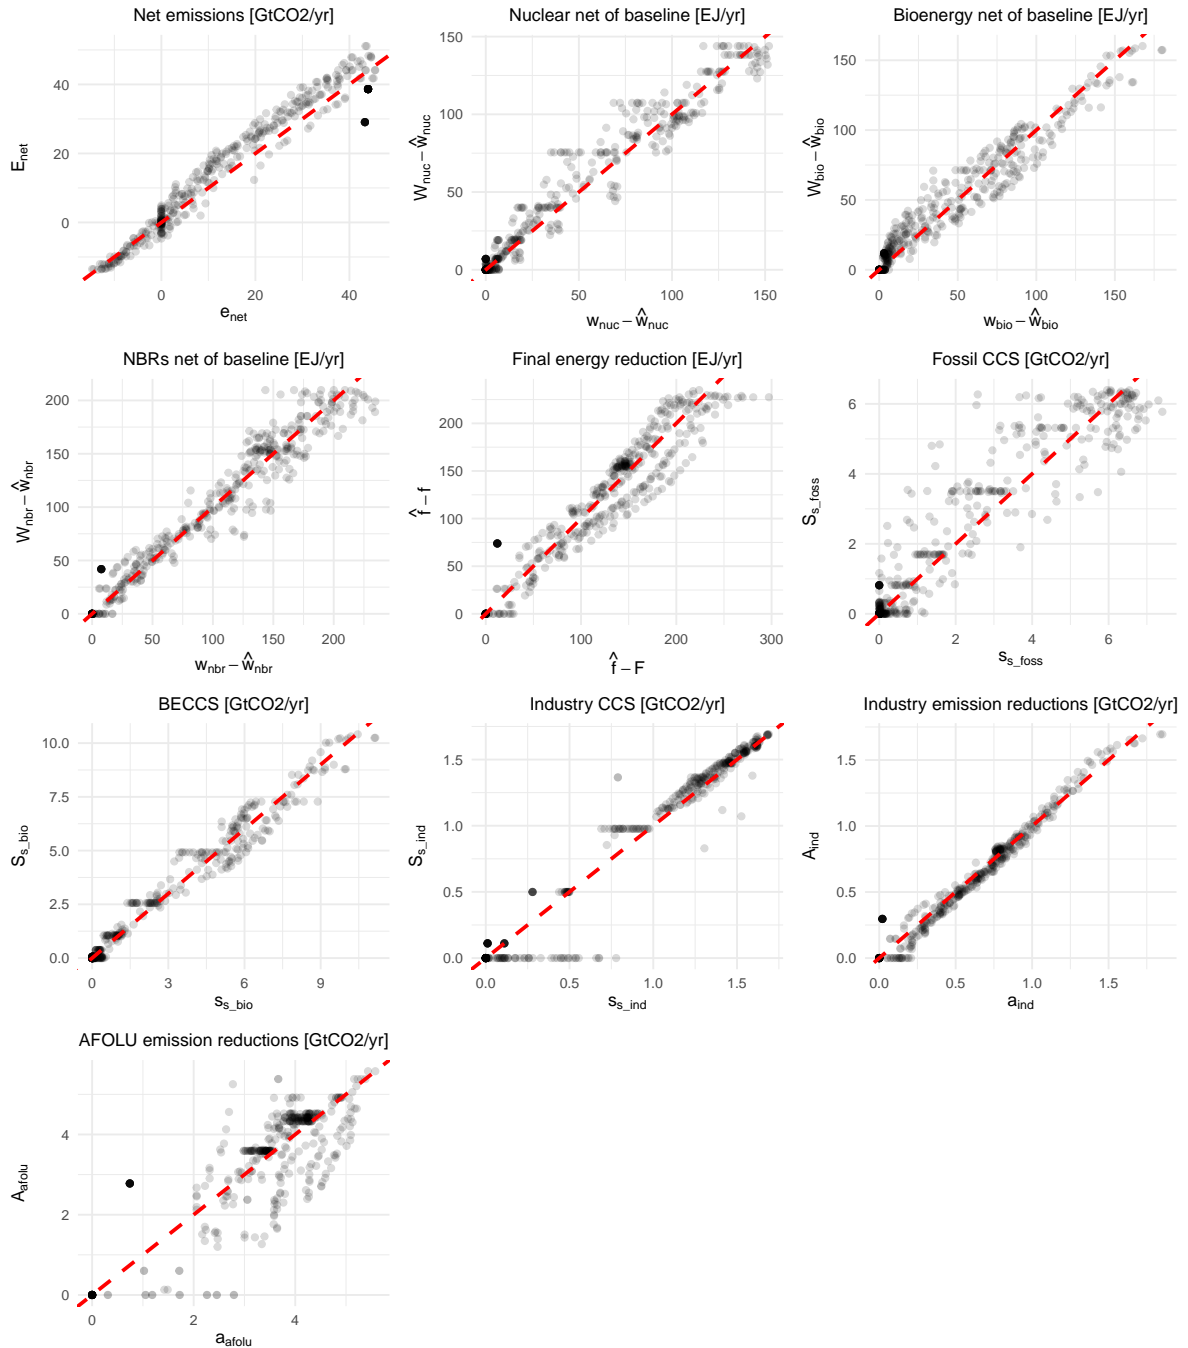 Net emissions [GtCO2/yr]
Nuclear net of baseline [EJ/yr]
Bioenergy net of baseline [EJ/yr]
E_net
40
20
0
0
20
40
e_net
W_nuc − ŵ_nuc
150
100
50
0
0
50
100
150
w_nuc − ŵ_nuc
W_bio − ŵ_bio
150
100
50
0
0
50
100
150
w_bio − ŵ_bio
NBRs net of baseline [EJ/yr]
Final energy reduction [EJ/yr]
Fossil CCS [GtCO2/yr]
W_nbr − ŵ_nbr
200
150
100
50
0
0
50
100
150
200
w_nbr − ŵ_nbr
f̂ − f
200
150
100
50
0
0
100
200
300
f̂ − F
S_s_foss
6
4
2
0
0
2
4
6
s_s_foss
BECCS [GtCO2/yr]
Industry CCS [GtCO2/yr]
Industry emission reductions [GtCO2/yr]
S_s_bio
10.0
7.5
5.0
2.5
0.0
0
3
6
9
s_s_bio
S_s_ind
1.5
1.0
0.5
0.0
0.0
0.5
1.0
1.5
s_s_ind
A_ind
1.5
1.0
0.5
0.0
0.0
0.5
1.0
1.5
a_ind
AFOLU emission reductions [GtCO2/yr]
A_afolu
4
2
0
0
2
4
a_afolu